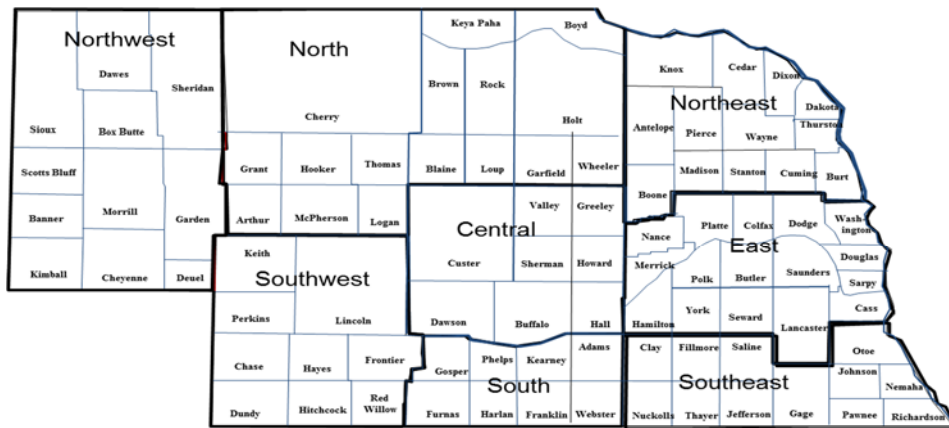 Northwest
Dawes
Sheridan
Sioux
Box Butte
Scotts Bluff
Banner
Morrill
Garden
Kimball
Cheyenne
Deuel
North
Keya Paha
Boyd
Brown
Rock
Cherry
Holt
Grant
Hooker
Thomas
Blaine
Loup
Garfield
Wheeler
Arthur
McPherson
Logan
Knox
Cedar
Dixon
Northeast
Dakota
Antelope
Pierce
Wayne
Thurston
Madison
Stanton
Cuming
Burt
Boone
Central
Valley
Greeley
Custer
Sherman
Howard
Dawson
Buffalo
Hall
Nance
Platte
Colfax
Dodge
Wash-
ington
East
Merrick
Polk
Butler
Saunders
Douglas
Sarpy
Cass
Hamilton
York
Seward
Lancaster
Keith
Southwest
Perkins
Lincoln
Chase
Hayes
Frontier
Dundy
Hitchcock
Red
Willow
Gosper
Phelps
Kearney
Adams
South
Furnas
Harlan
Franklin
Webster
Clay
Fillmore
Saline
Otoe
Southeast
Johnson
Nemaha
Nuckolls
Thayer
Jefferson
Gage
Pawnee
Richardson